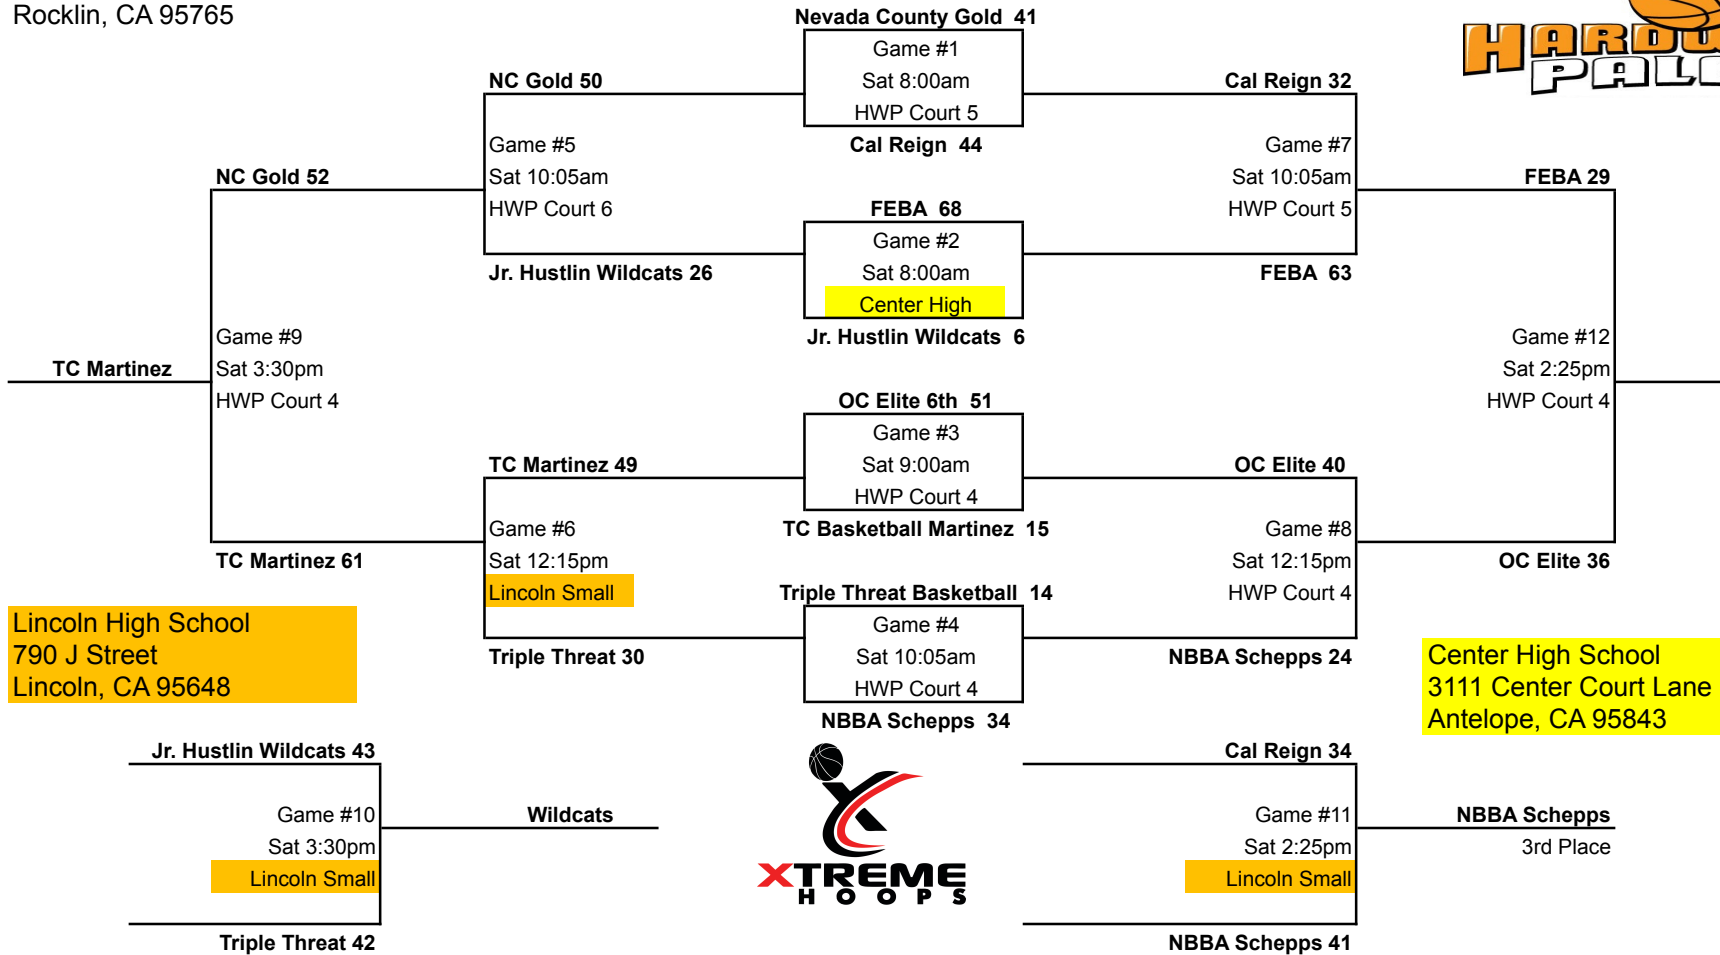 Rocklin, CA 95765
Nevada County Gold 41
Game #1
Sat 8:00am
HWP Court 5
Cal Reign 44
NC Gold 50
Game #5
Sat 10:05am
HWP Court 6
Jr. Hustlin Wildcats 26
Cal Reign 32
Game #7
Sat 10:05am
HWP Court 5
FEBA 63
FEBA 68
Game #2
Sat 8:00am
Center High
Jr. Hustlin Wildcats 6
NC Gold 52
Game #9
Sat 3:30pm
HWP Court 4
TC Martinez 61
TC Martinez
FEBA 29
Game #12
Sat 2:25pm
HWP Court 4
OC Elite 36
OC Elite 6th 51
Game #3
Sat 9:00am
HWP Court 4
TC Basketball Martinez 15
TC Martinez 49
Game #6
Sat 12:15pm
Lincoln Small
Triple Threat 30
OC Elite 40
Game #8
Sat 12:15pm
HWP Court 4
NBBA Schepps 24
Triple Threat Basketball 14
Game #4
Sat 10:05am
HWP Court 4
NBBA Schepps 34
Lincoln High School
790 J Street
Lincoln, CA 95648
Center High School
3111 Center Court Lane
Antelope, CA 95843
Jr. Hustlin Wildcats 43
Game #10
Sat 3:30pm
Lincoln Small
Triple Threat 42
Wildcats
XTREME
HOOPS
Cal Reign 34
Game #11
Sat 2:25pm
Lincoln Small
NBBA Schepps 41
NBBA Schepps
3rd Place